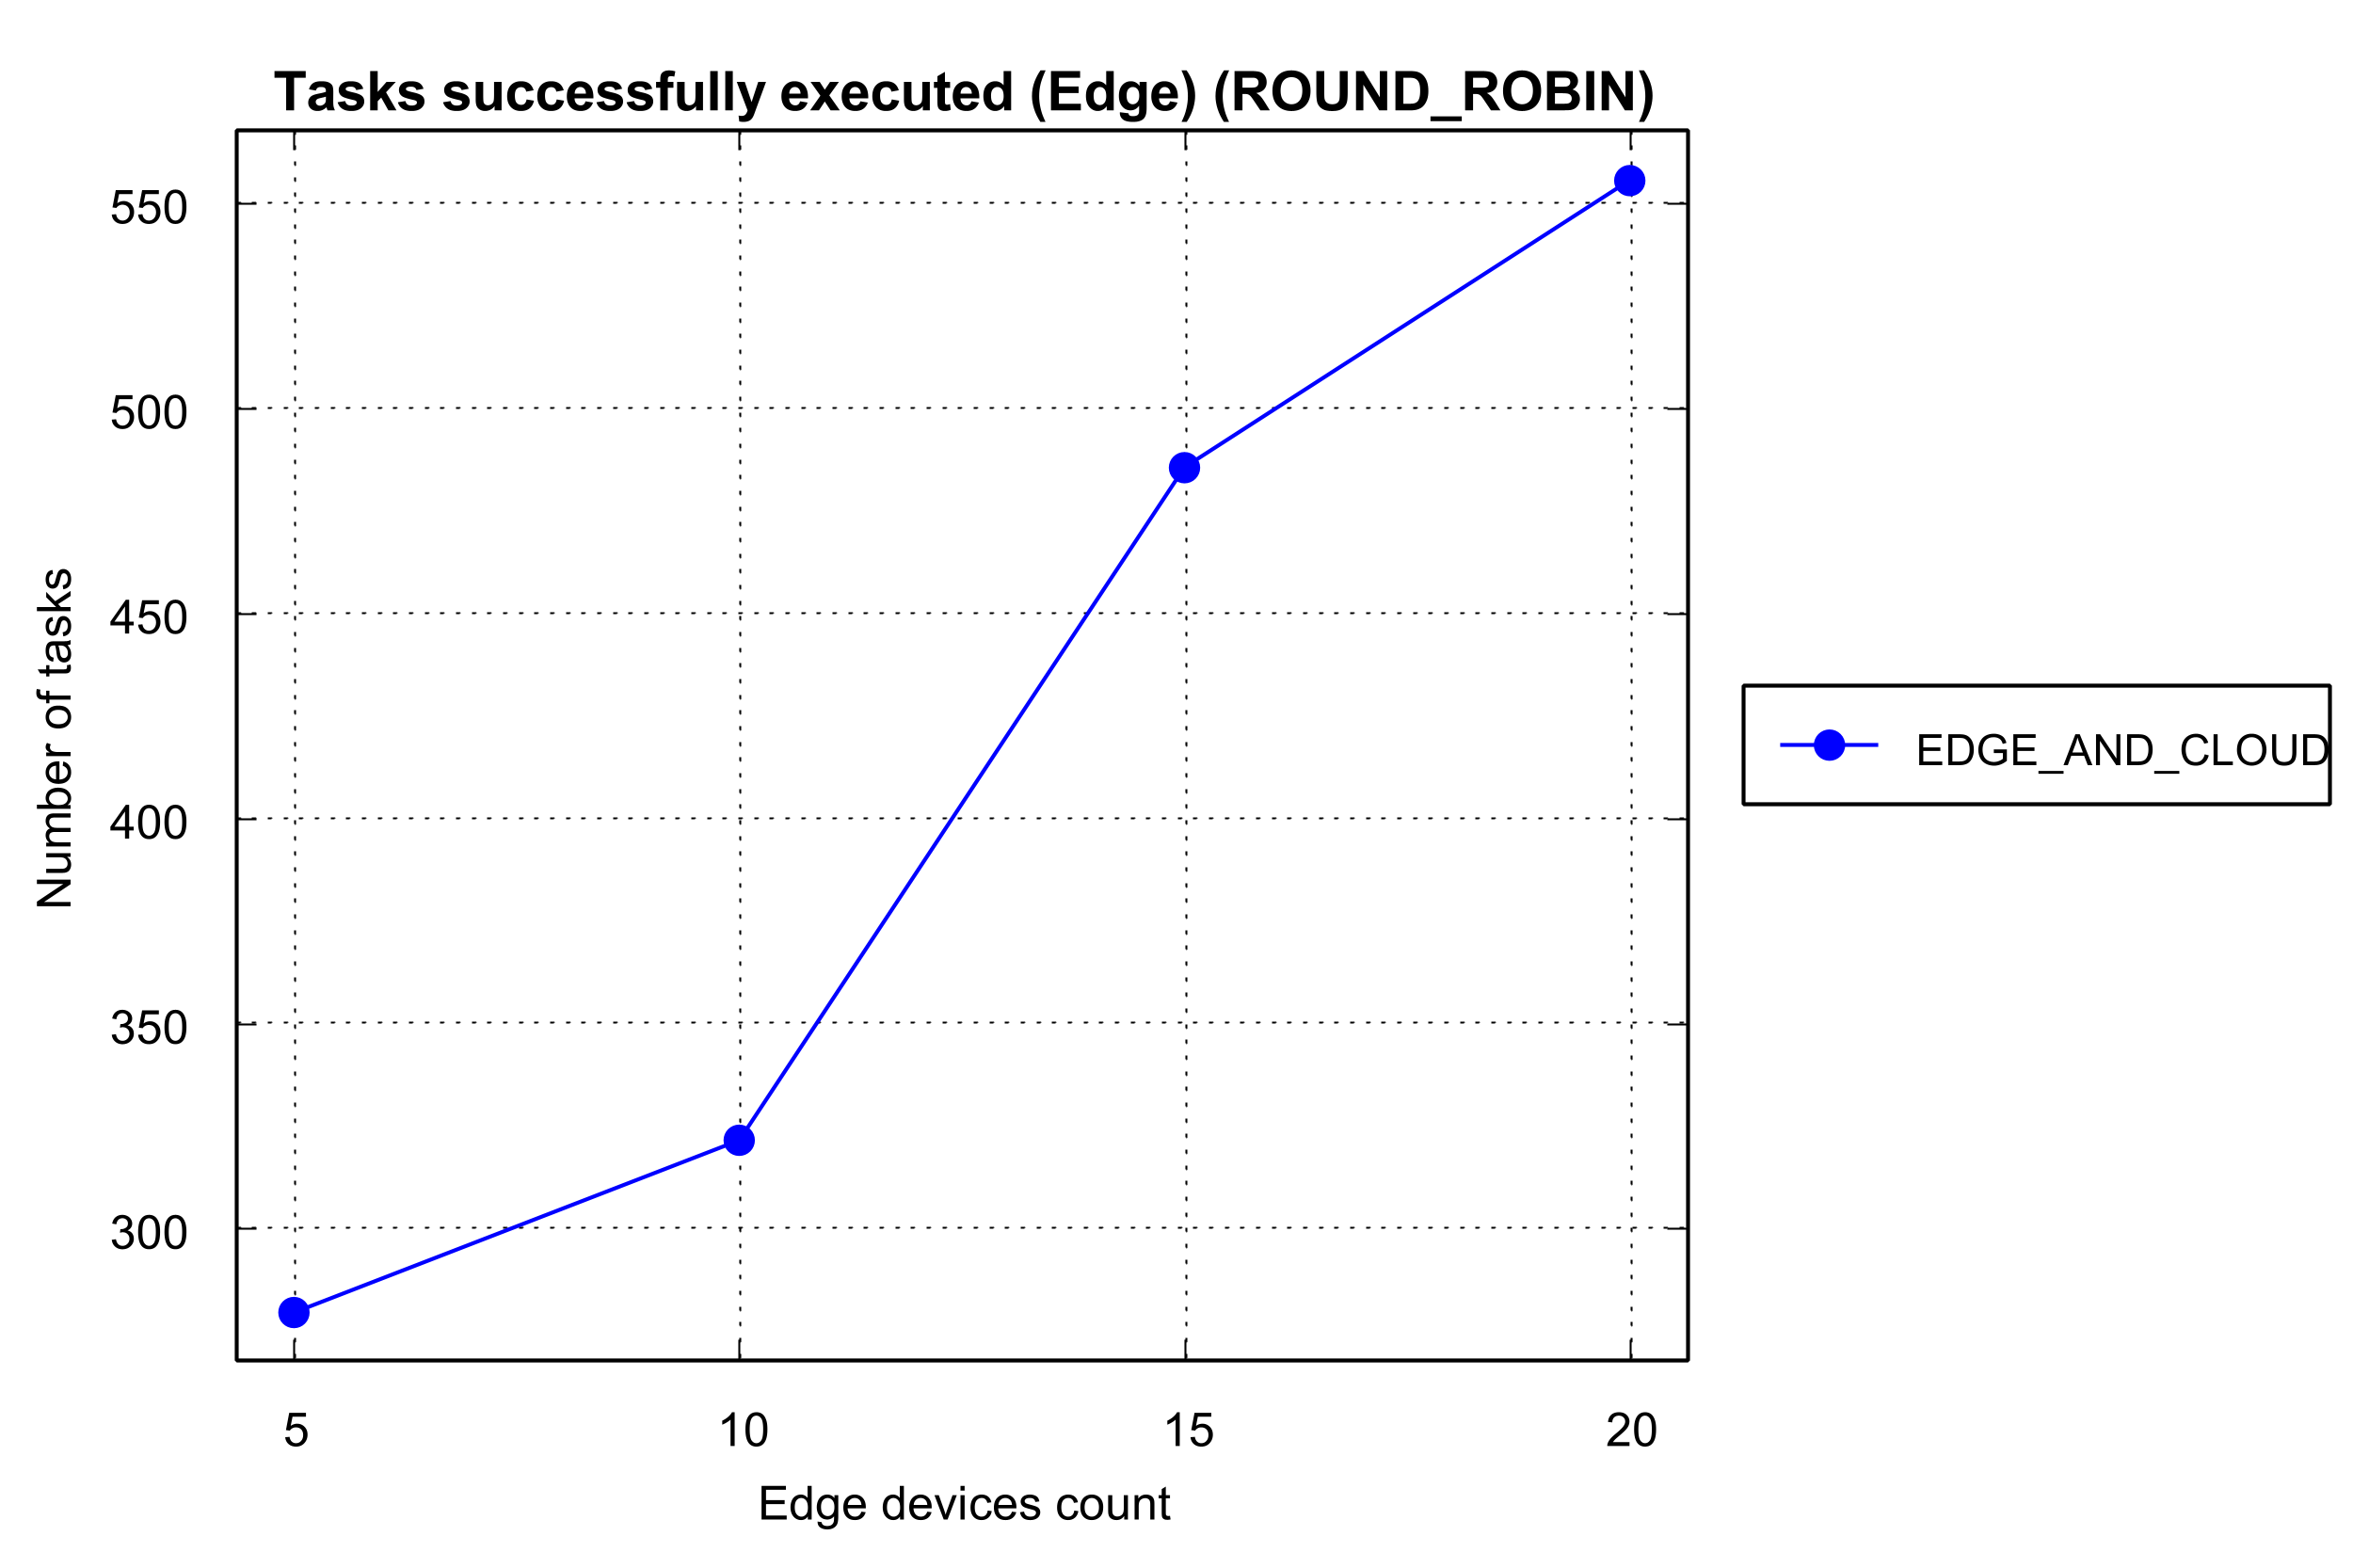 Tasks successfully executed (Edge)(ROUND_ROBIN)
550
500
450
400
350
300
Number of tasks
5 10 15 20
Edge devices count
EDGE_AND_CLOUD